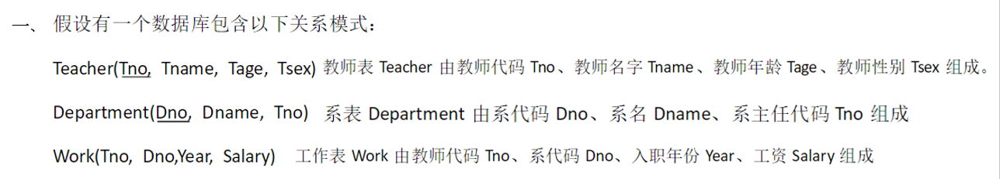 一、 假设有一个数据库包含以下关系模式：
Teacher(Tno, Tname, Tage, Tsex) 教师表 Teacher 由教师代码 Tno、教师名字 Tname、教师年龄 Tage、教师性别 Tsex 组成。
Department(Dno, Dname, Tno) 系表 Department 由系代码 Dno、系名 Dname、系主任代码 Tno 组成
Work(Tno, Dno,Year, Salary) 工作表 Work 由教师代码 Tno、系代码 Dno、入职年份 Year、工资 Salary 组成